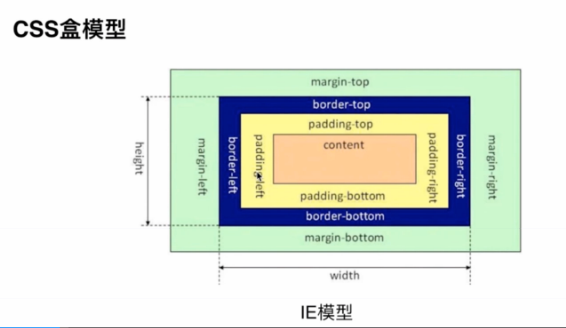 CSS盒模型
margin-top
border-top
padding-top
content
height
margin-left
border-left
padding-left
padding-right
border-right
margin-right
padding-bottom
border-bottom
margin-bottom
width
IE模型